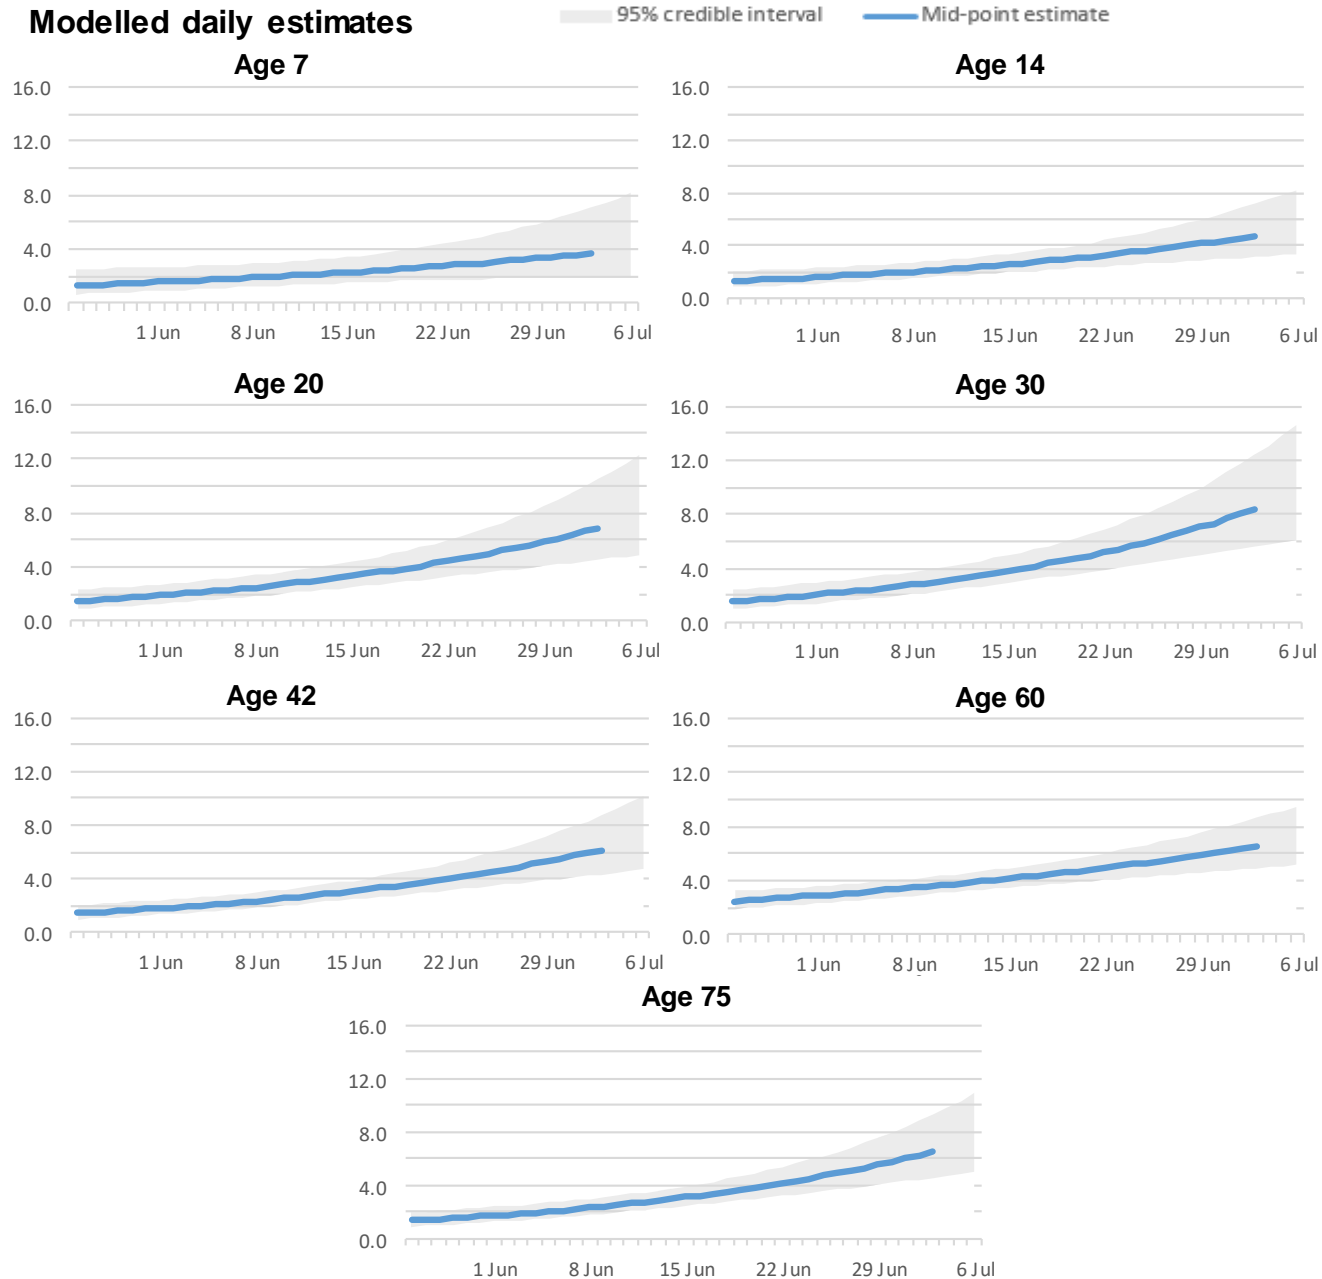 Modelled daily estimates
95% credible interval
Mid-point estimate
Age 7
16.0
12.0
8.0
4.0
0.0
1 Jun 8 Jun 15 Jun 22 Jun 29 Jun 6 Jul
Age 14
16.0
12.0
8.0
4.0
0.0
1 Jun 8 Jun 15 Jun 22 Jun 29 Jun 6 Jul
Age 20
16.0
12.0
8.0
4.0
0.0
1 Jun 8 Jun 15 Jun 22 Jun 29 Jun 6 Jul
Age 30
16.0
12.0
8.0
4.0
0.0
1 Jun 8 Jun 15 Jun 22 Jun 29 Jun 6 Jul
Age 42
16.0
12.0
8.0
4.0
0.0
1 Jun 8 Jun 15 Jun 22 Jun 29 Jun 6 Jul
Age 60
16.0
12.0
8.0
4.0
0.0
1 Jun 8 Jun 15 Jun 22 Jun 29 Jun 6 Jul
Age 75
16.0
12.0
8.0
4.0
0.0
1 Jun 8 Jun 15 Jun 22 Jun 29 Jun 6 Jul